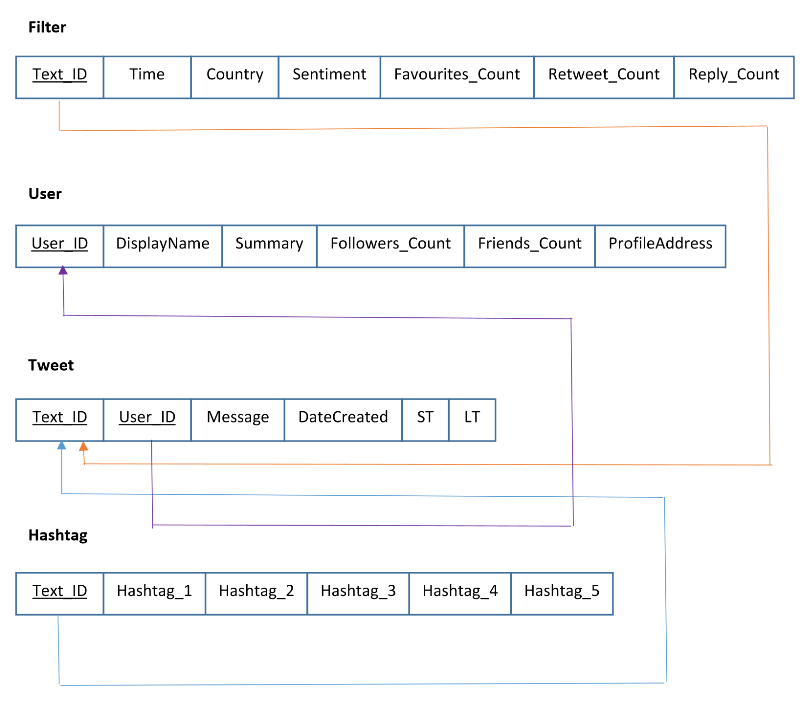 Filter
Text_ID Time Country Sentiment Favourites_Count Retweet_Count Reply_Count
User
User_ID DisplayName Summary Followers_Count Friends_Count ProfileAddress
Tweet
Text_ID User_ID Message DateCreated ST LT
Hashtag
Text_ID Hashtag_1 Hashtag_2 Hashtag_3 Hashtag_4 Hashtag_5